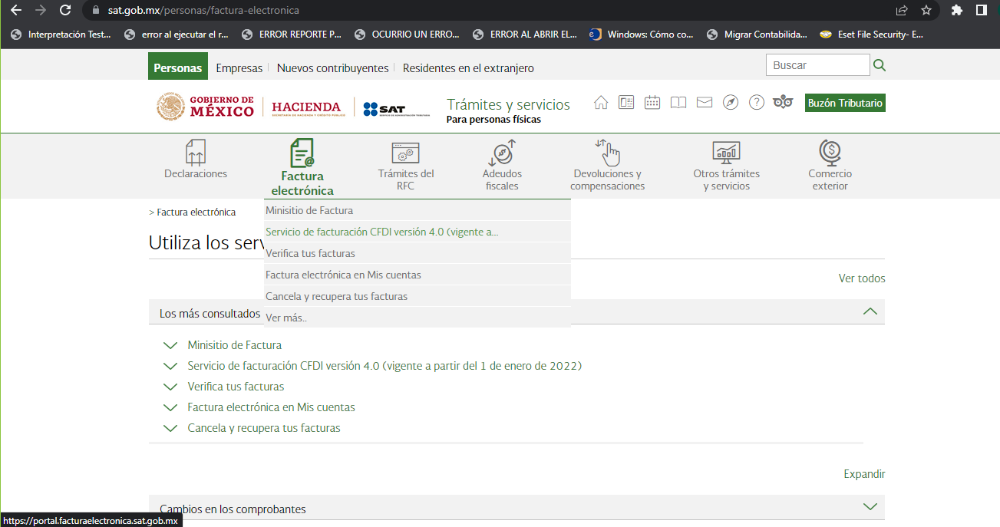 sat.gob.mx/personas/factura-electronica
Interpretación Test... error al ejecutar el r... ERROR REPORTE P... OCURRIO UN ERRO... ERROR AL ABRIR EL... Windows: Cómo co... Migrar Contabilida... Eset File Security- E...
Personas Empresas Nuevos contribuyentes Residentes en el extranjero Buscar
GOBIERNO DE MÉXICO HACIENDA SECRETARÍA DE HACIENDA Y CRÉDITO PÚBLICO SAT SERVICIO DE ADMINISTRACIÓN TRIBUTARIA
Trámites y servicios
Para personas físicas
Buzón Tributario
Declaraciones
Factura
electrónica
Trámites del
RFC
Adeudos
fiscales
Devoluciones y
compensaciones
Otros trámites
y servicios
Comercio
exterior
Minisitio de Factura
Servicio de facturación CFDI versión 4.0 (vigente a...
Verifica tus facturas
Factura electrónica en Mis cuentas
Cancela y recupera tus facturas
Ver más..
> Factura electrónica
Utiliza los serv
Ver todos
Los más consultados
Minisitio de Factura
Servicio de facturación CFDI versión 4.0 (vigente a partir del 1 de enero de 2022)
Verifica tus facturas
Factura electrónica en Mis cuentas
Cancela y recupera tus facturas
Expandir
Cambios en los comprobantes
https://portal.facturaelectronica.sat.gob.mx